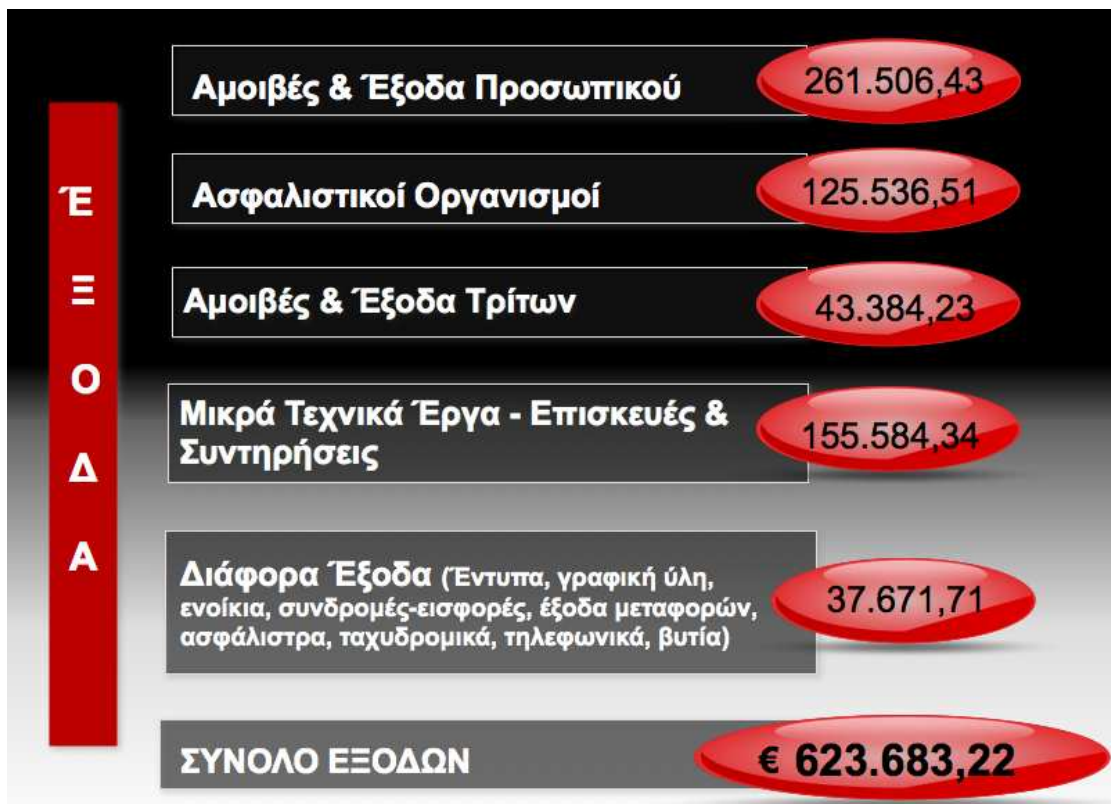 ΈΞΟΔΑ
Αμοιβές & Έξοδα Προσωπικού
261.506,43
Ασφαλιστικοί Οργανισμοί
125.536,51
Αμοιβές & Έξοδα Τρίτων
43.384,23
Μικρά Τεχνικά Έργα - Επισκευές &
Συντηρήσεις
155.584,34
Διάφορα Έξοδα (Έντυπα, γραφική ύλη,
ενοίκια, συνδρομές-εισφορές, έξοδα μεταφορών,
ασφάλιστρα, ταχυδρομικά, τηλεφωνικά, βυτία)
37.671,71
ΣΥΝΟΛΟ ΕΞΟΔΩΝ
€ 623.683,22